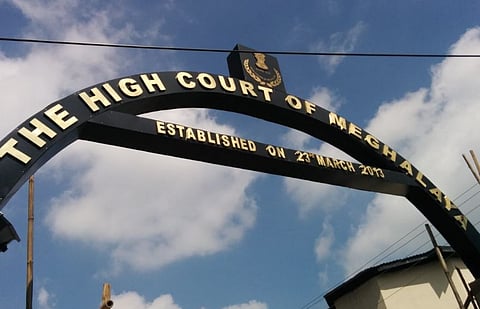 THE HIGH COURT OF MEGHALAYA
ESTABLISHED ON 23RD MARCH 2013